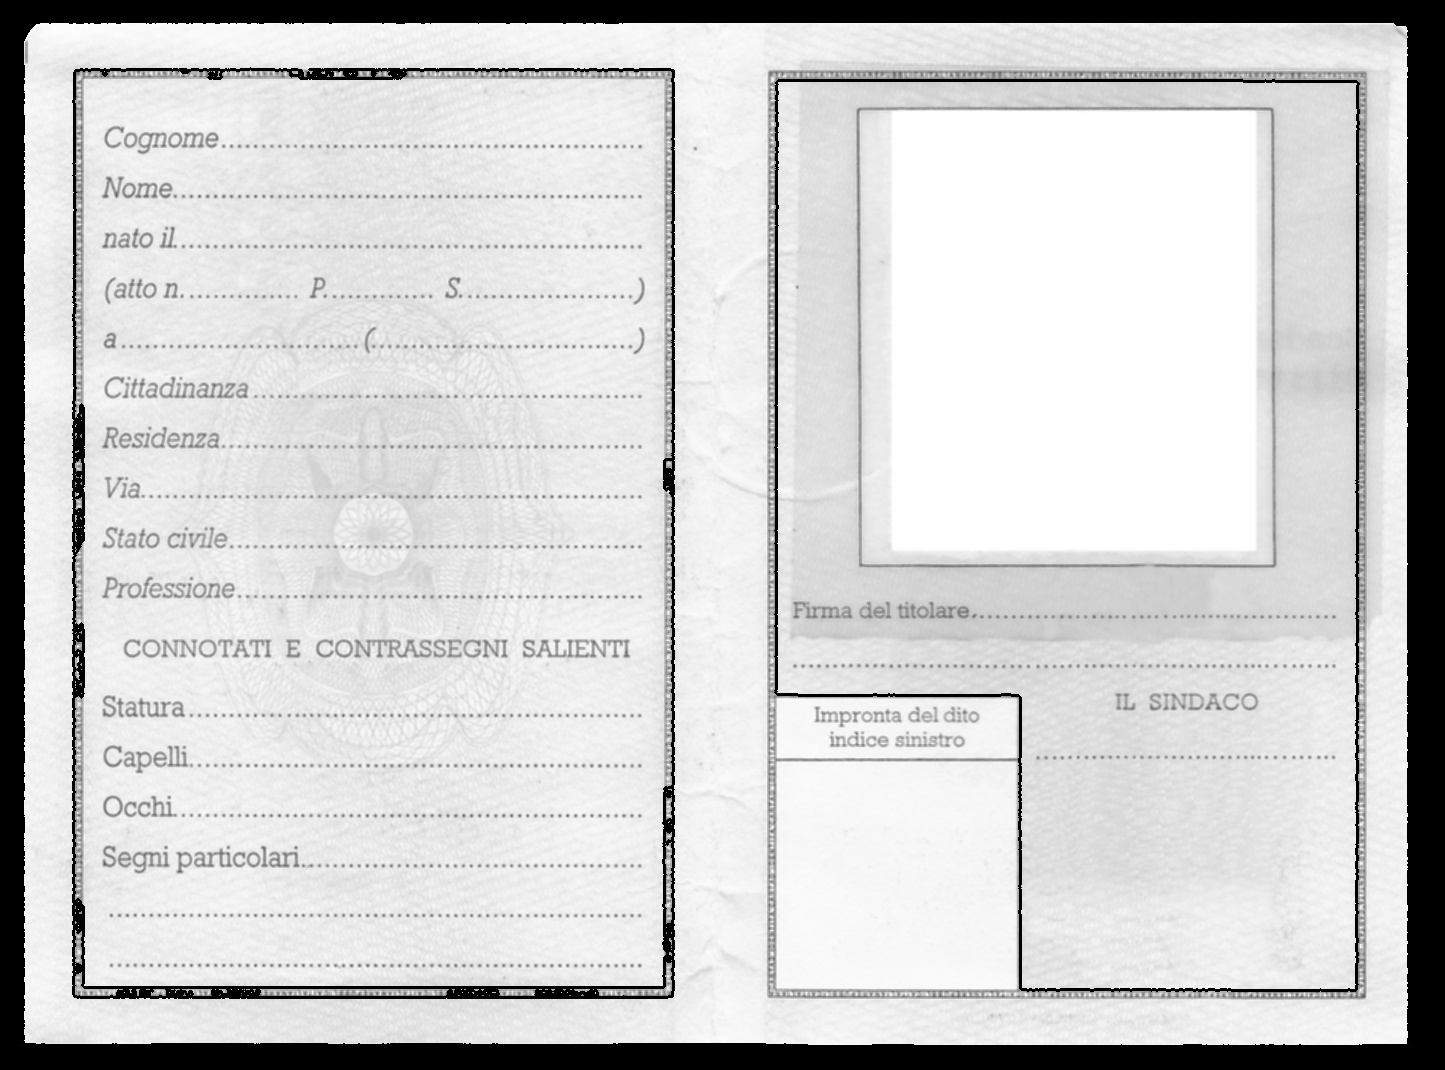 Cognome
Nome
nato il
(atto n. P. S. )
a ( )
Cittadinanza
Residenza
Via
Stato civile
Professione
CONNOTATI E CONTRASSEGNI SALIENTI
Statura
Capelli
Occhi
Segni particolari
Firma del titolare
IL SINDACO
Impronta del dito
indice sinistro